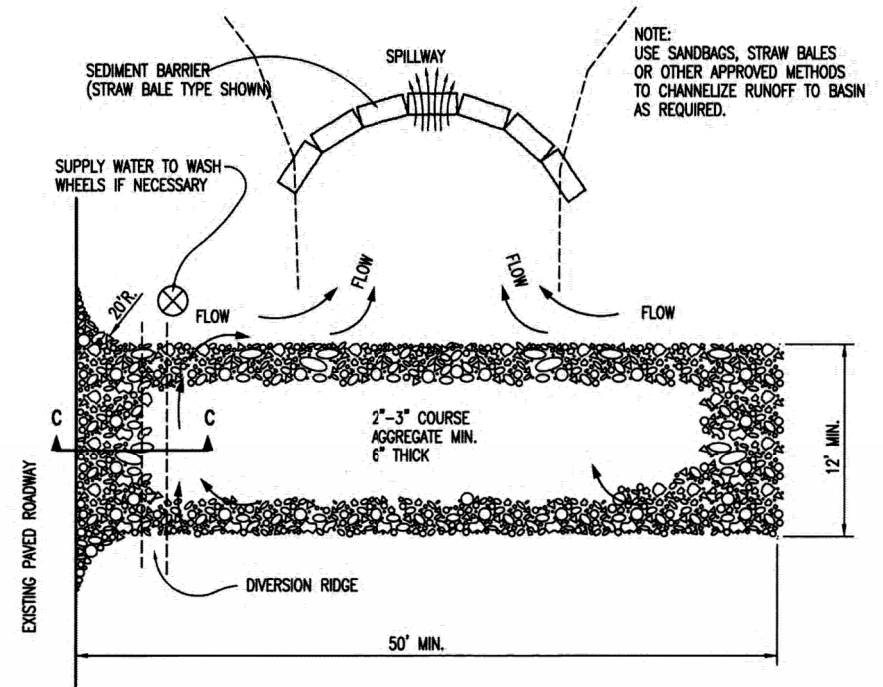 SPILLWAY
NOTE:
USE SANDBAGS, STRAW BALES
OR OTHER APPROVED METHODS
TO CHANNELIZE RUNOFF TO BASIN
AS REQUIRED.
SEDIMENT BARRIER
(STRAW BALE TYPE SHOWN)
SUPPLY WATER TO WASH
WHEELS IF NECESSARY
FLOW
FLOW
20'R.
FLOW
FLOW
C
C
2"-3" COURSE
AGGREGATE MIN.
6" THICK
12' MIN.
EXISTING PAVED ROADWAY
DIVERSION RIDGE
50' MIN.